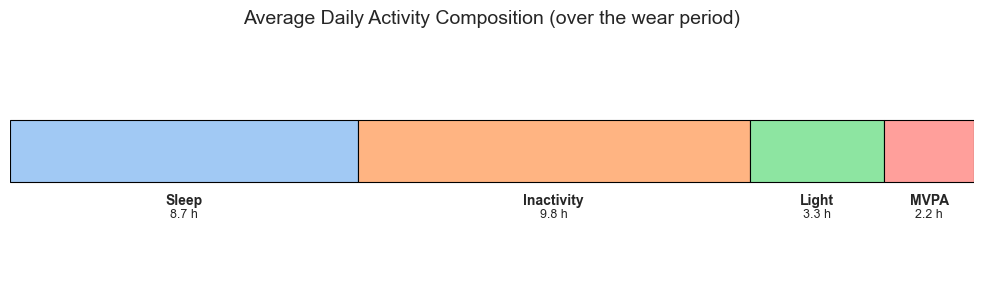 Average Daily Activity Composition (over the wear period)
Sleep
8.7 h
Inactivity
9.8 h
Light
3.3 h
MVPA
2.2 h